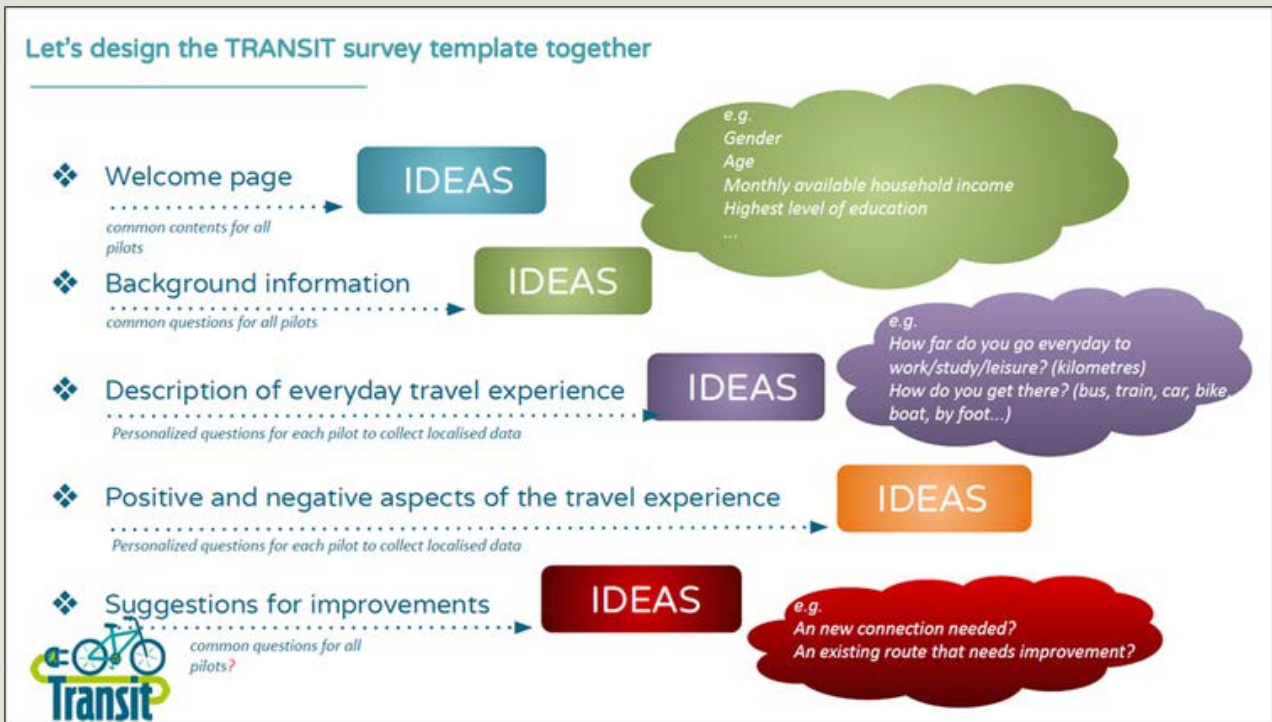 Let's design the TRANSIT survey template together
Welcome page
IDEAS
common contents for all
pilots
e.g.
Gender
Age
Monthly available household income
Highest level of education
...
Background information
IDEAS
common questions for all pilots
Description of everyday travel experience
IDEAS
Personalized questions for each pilot to collect localised data
e.g.
How far do you go everyday to
work/study/leisure? (kilometres)
How do you get there? (bus, train, car, bike,
boat, by foot...)
Positive and negative aspects of the travel experience
IDEAS
Personalized questions for each pilot to collect localised data
Suggestions for improvements
IDEAS
common questions for all
pilots?
e.g.
An new connection needed?
An existing route that needs improvement?
Transit